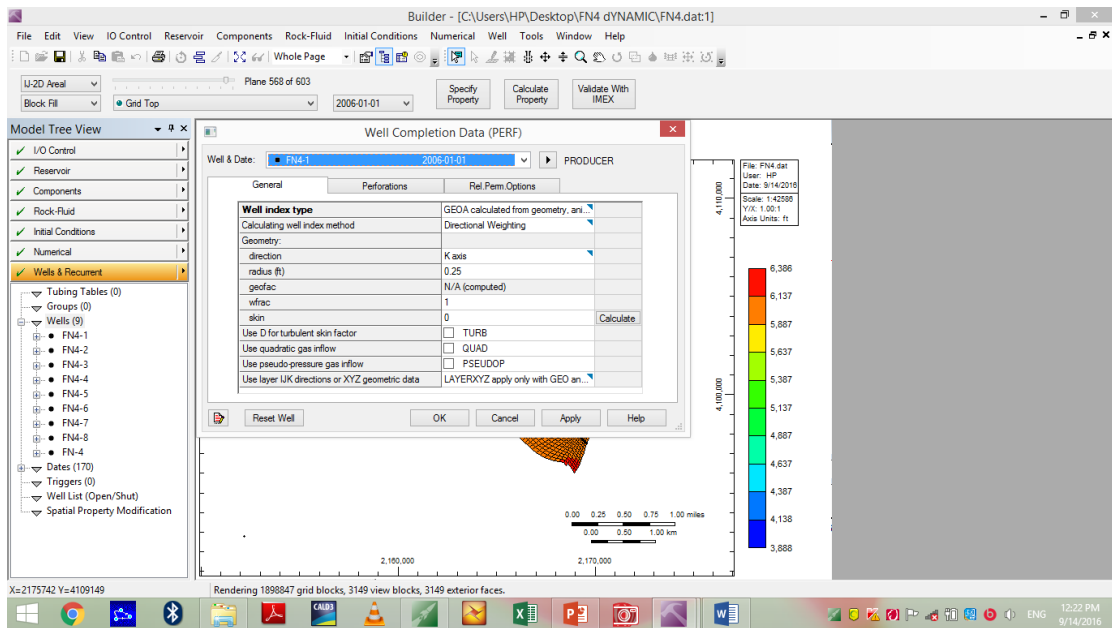 Builder - [C:\Users\HP\Desktop\FN4 dYNAMIC\FN4.dat:1]
File Edit View IO Control Reservoir Components Rock-Fluid Initial Conditions Numerical Well Tools Window Help
Whole Page
IJ-2D Areal Plane 568 of 603
Block Fill Grid Top 2006-01-01
Specify Property
Calculate Property
Validate With IMEX
Model Tree View
I/O Control
Reservoir
Components
Rock-Fluid
Initial Conditions
Numerical
Wells & Recurrent
Tubing Tables (0)
Groups (0)
Wells (9)
FN4-1
FN4-2
FN4-3
FN4-4
FN4-5
FN4-6
FN4-7
FN4-8
FN-4
Dates (170)
Triggers (0)
Well List (Open/Shut)
Spatial Property Modification
Well Completion Data (PERF)
Well & Date: FN4-1 2006-01-01 PRODUCER
General Perforations Rel.Perm.Options
Well index type GEOA calculated from geometry, ani...
Calculating well index method Directional Weighting
Geometry:
direction K axis
radius (ft) 0.25
geofac N/A (computed)
wfrac 1
skin 0 Calculate
Use D for turbulent skin factor TURB
Use quadratic gas inflow QUAD
Use pseudo-pressure gas inflow PSEUDOP
Use layer IJK directions or XYZ geometric data LAYERXYZ apply only with GEO an...
Reset Well OK Cancel Apply Help
File: FN4.dat
User: HP
Date: 9/14/2016
Scale: 1:42586
Y/X: 1.00:1
Axis Units: ft
4,110,000
4,100,000
6,386
6,137
5,887
5,637
5,387
5,137
4,887
4,637
4,387
4,138
3,888
0.00 0.25 0.50 0.75 1.00 miles
0.00 0.50 1.00 km
2,160,000 2,170,000
X=2175742 Y=4109149 Rendering 1898847 grid blocks, 3149 view blocks, 3149 exterior faces.
CALD3
ENG
12:22 PM
9/14/2016